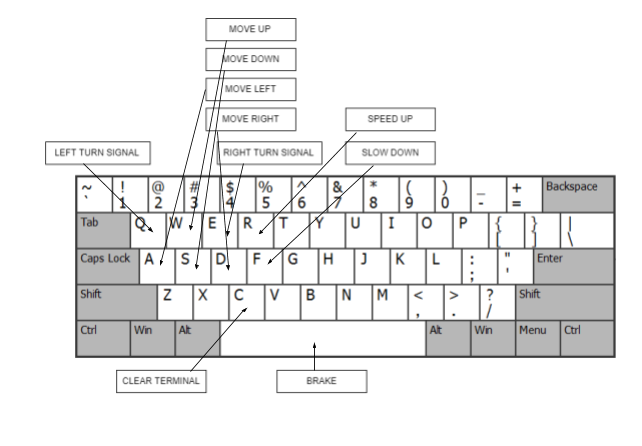 MOVE UP
MOVE DOWN
MOVE LEFT
MOVE RIGHT
SPEED UP
LEFT TURN SIGNAL
RIGHT TURN SIGNAL
SLOW DOWN
~ ! @ # $ % ^ & * ( ) _ + Backspace
` 1 2 3 4 5 6 7 8 9 0 - =
Tab Q W E R T Y U I O P { } |
[ ] \
Caps Lock A S D F G H J K L : " Enter
; '
Shift Z X C V B N M < > ? Shift
, . /
Ctrl Win Alt Alt Win Menu Ctrl
CLEAR TERMINAL
BRAKE